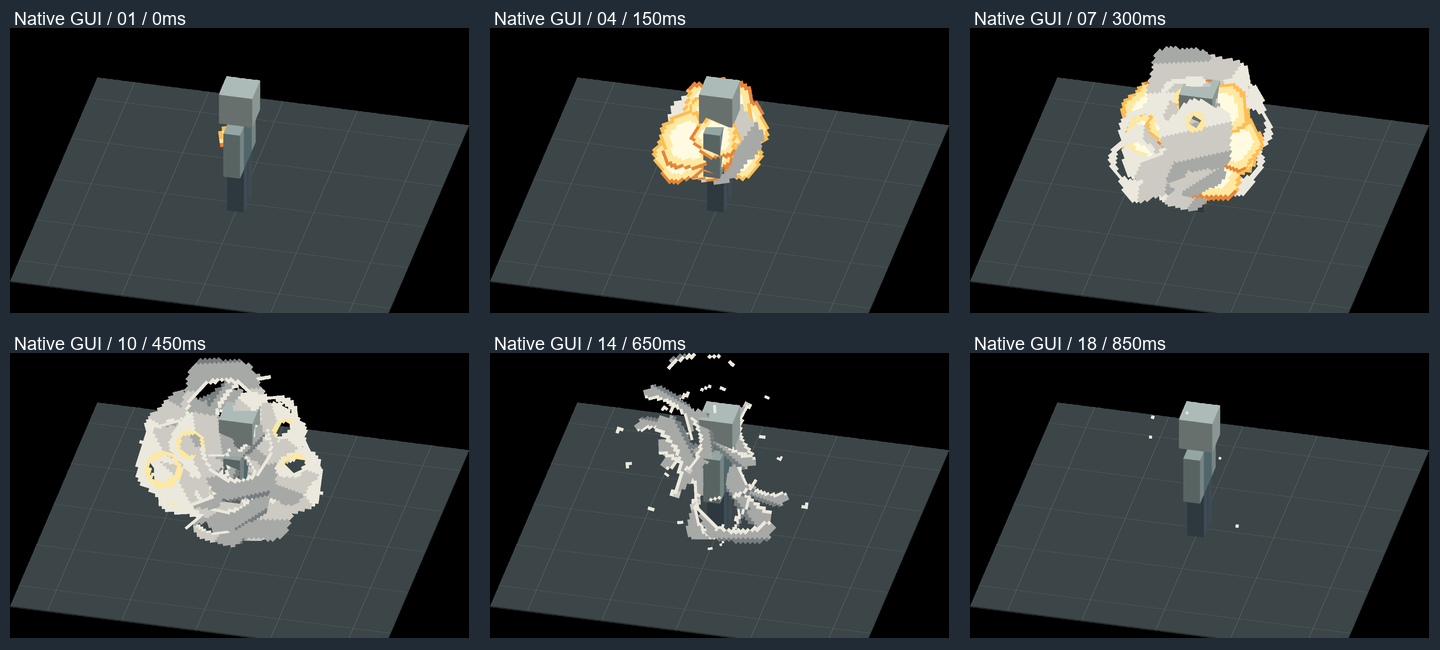 Native GUI / 01 / 0ms
Native GUI / 04 / 150ms
Native GUI / 07 / 300ms
Native GUI / 10 / 450ms
Native GUI / 14 / 650ms
Native GUI / 18 / 850ms